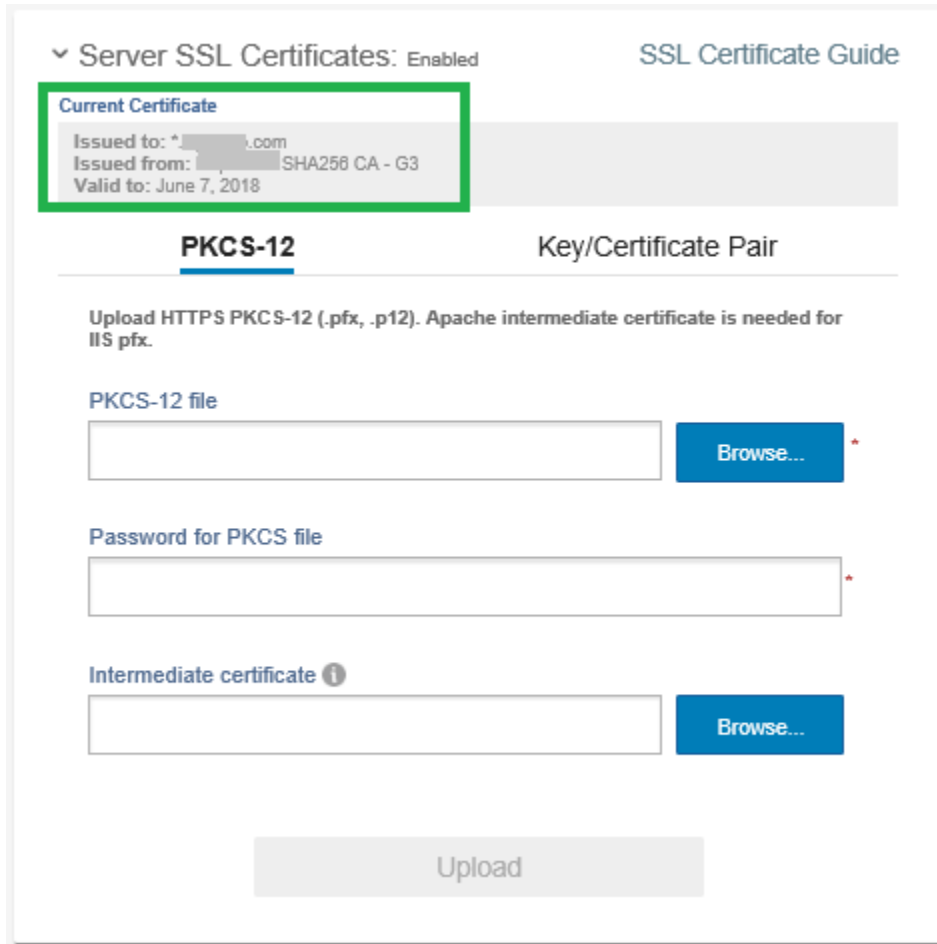 Server SSL Certificates: Enabled SSL Certificate Guide
Current Certificate
Issued to: *. .com
Issued from: SHA256 CA - G3
Valid to: June 7, 2018
PKCS-12 Key/Certificate Pair
Upload HTTPS PKCS-12 (.pfx, .p12). Apache intermediate certificate is needed for
IIS pfx.
PKCS-12 file
Browse... *
Password for PKCS file
*
Intermediate certificate
Browse...
Upload